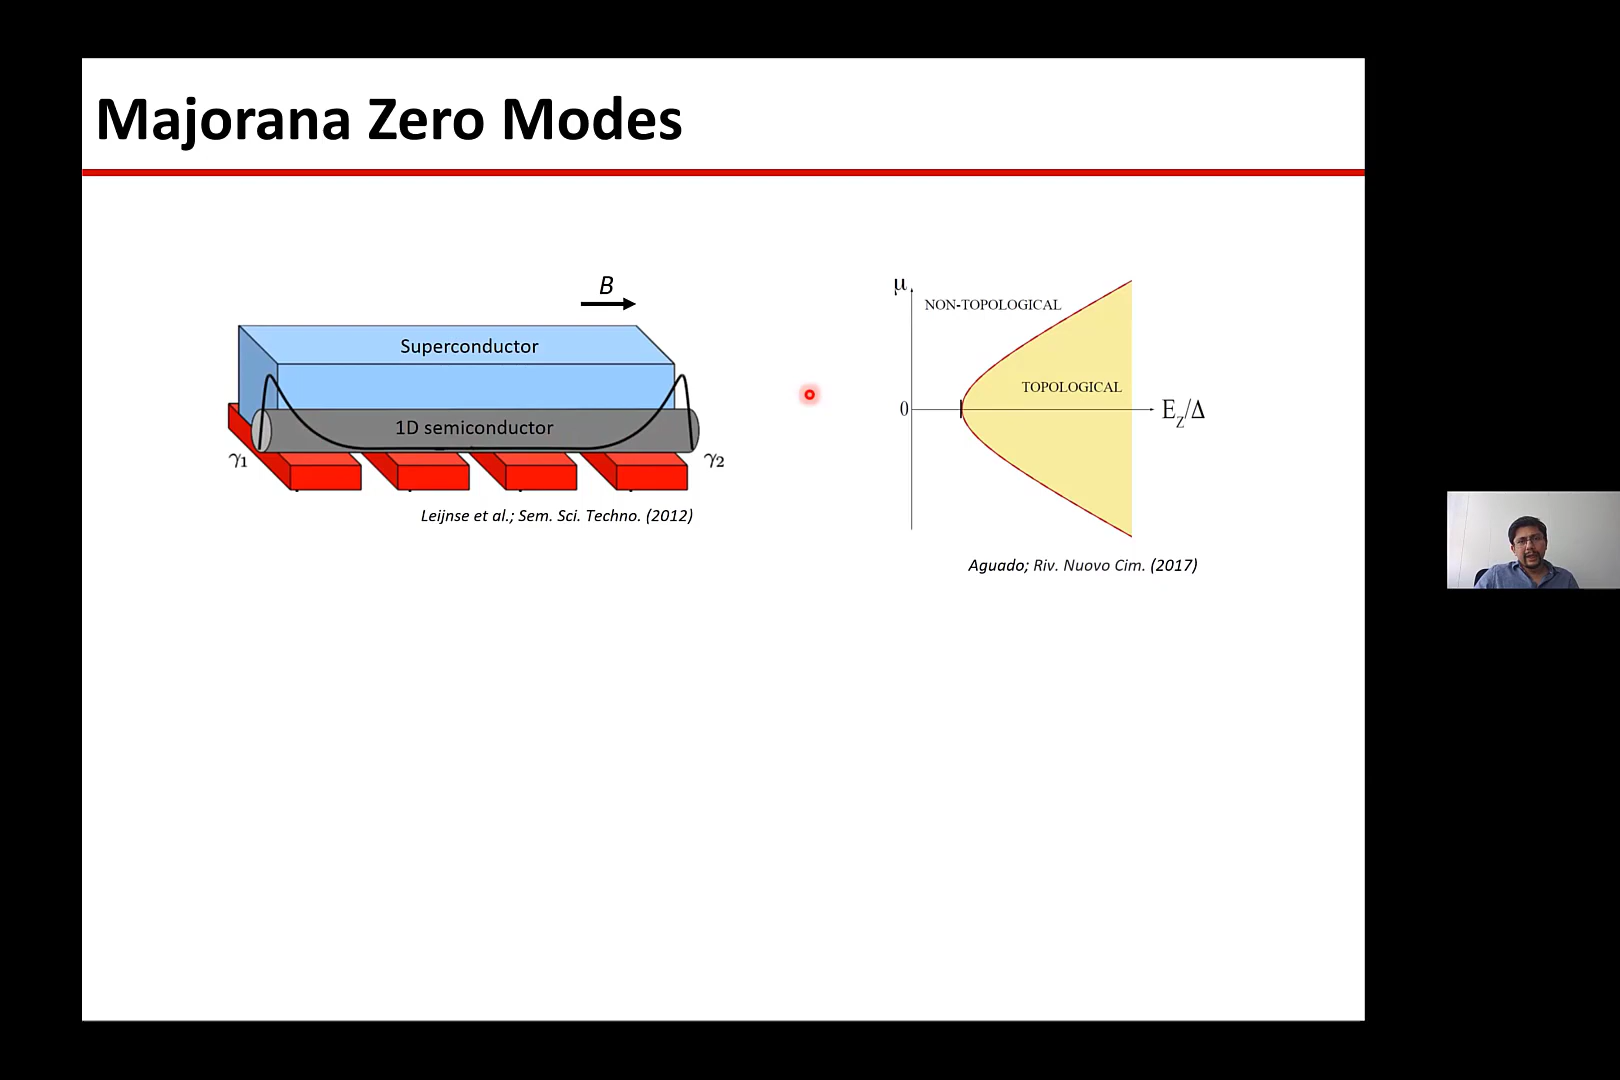 Majorana Zero Modes
B
Superconductor
1D semiconductor
γ1
γ2
Leijnse et al.; Sem. Sci. Techno. (2012)
μ
NON-TOPOLOGICAL
TOPOLOGICAL
0
E_Z/Δ
Aguado; Riv. Nuovo Cim. (2017)